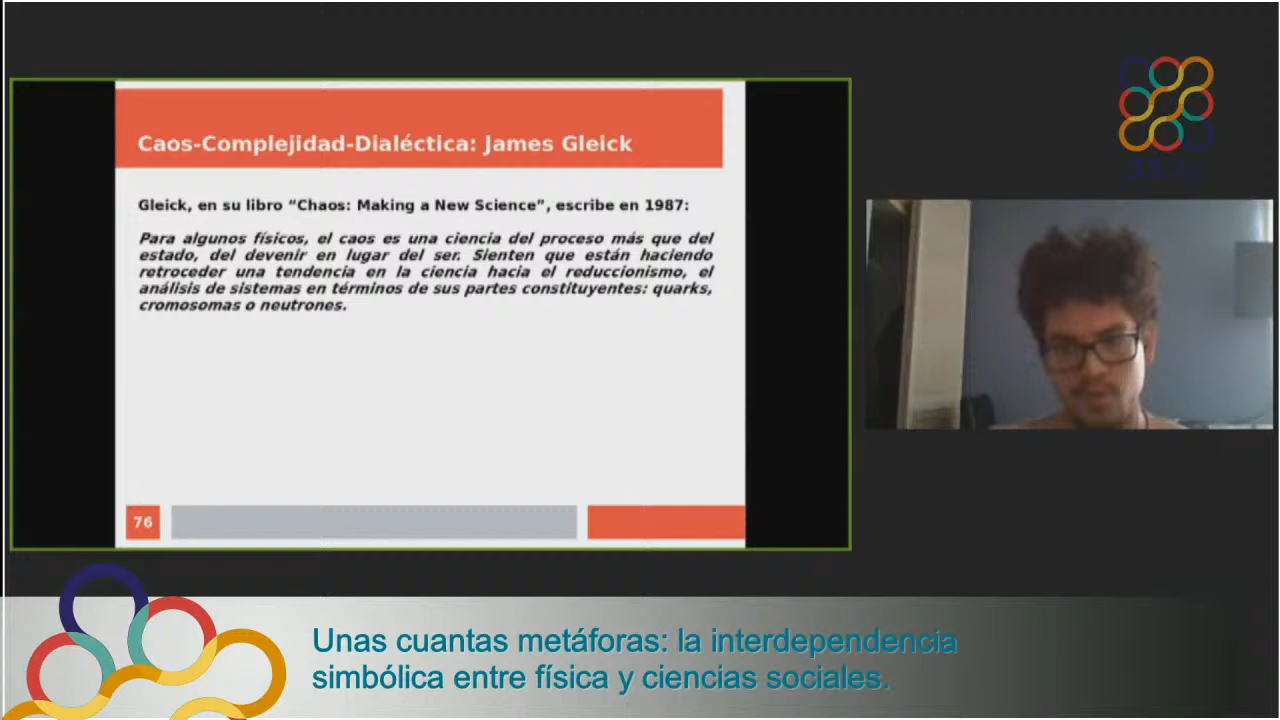 Caos-Complejidad-Dialéctica: James Gleick
Gleick, en su libro “Chaos: Making a New Science”, escribe en 1987:
Para algunos físicos, el caos es una ciencia del proceso más que del
estado, del devenir en lugar del ser. Sienten que están haciendo
retroceder una tendencia en la ciencia hacia el reduccionismo, el
análisis de sistemas en términos de sus partes constituyentes: quarks,
cromosomas o neutrones.
76
Unas cuantas metáforas: la interdependencia
simbólica entre física y ciencias sociales.